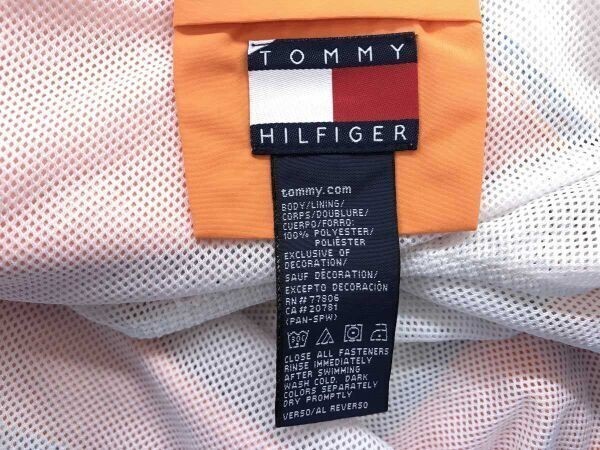 TOMMY
HILFIGER
tommy.com
BODY/LINING/
CORPS/DOUBLURE/
CUERPO/FORRO:
100% POLYESTER/
POLIÉSTER
EXCLUSIVE OF
DECORATION/
SAUF DÉCORATION/
EXCEPTO DECORACIÓN
RN#77806
CA#20781
(PAN-SPW)
CLOSE ALL FASTENERS
RINSE IMMEDIATELY
AFTER SWIMMING
WASH COLD. DARK
COLORS SEPARATELY
DRY PROMPTLY
VERSO/AL REVERSO